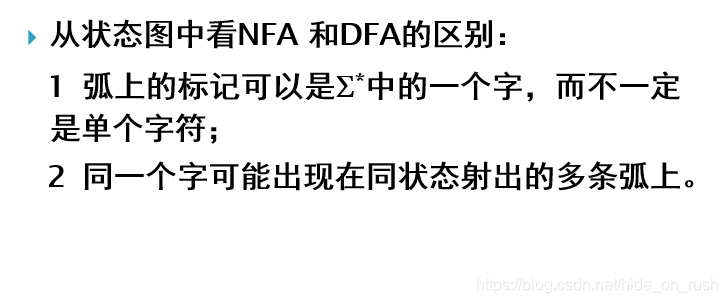 从状态图中看NFA 和DFA的区别：
1 弧上的标记可以是Σ*中的一个字，而不一定
是单个字符；
2 同一个字可能出现在同状态射出的多条弧上。
https://blog.csdn.net/hide_on_rush